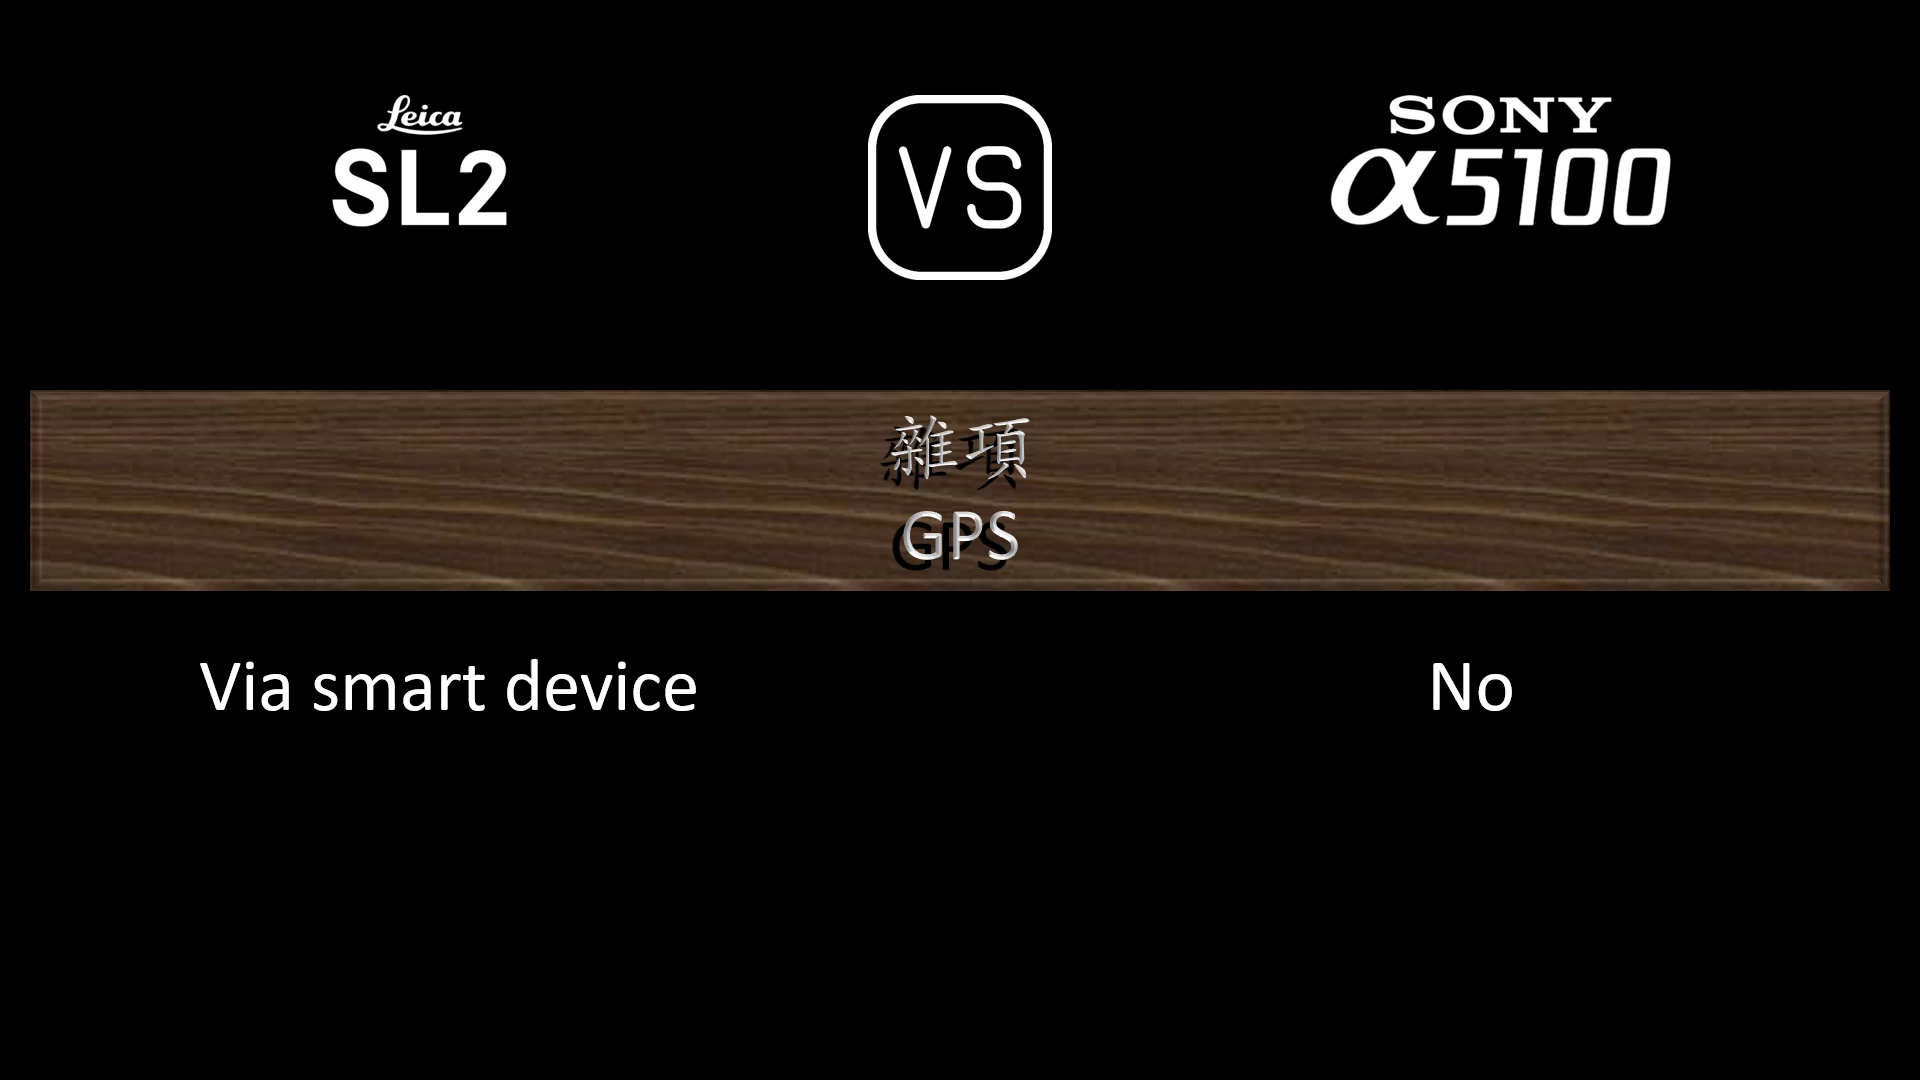 Leica
SL2
VS
SONY
α5100
雜項
GPS
Via smart device
No